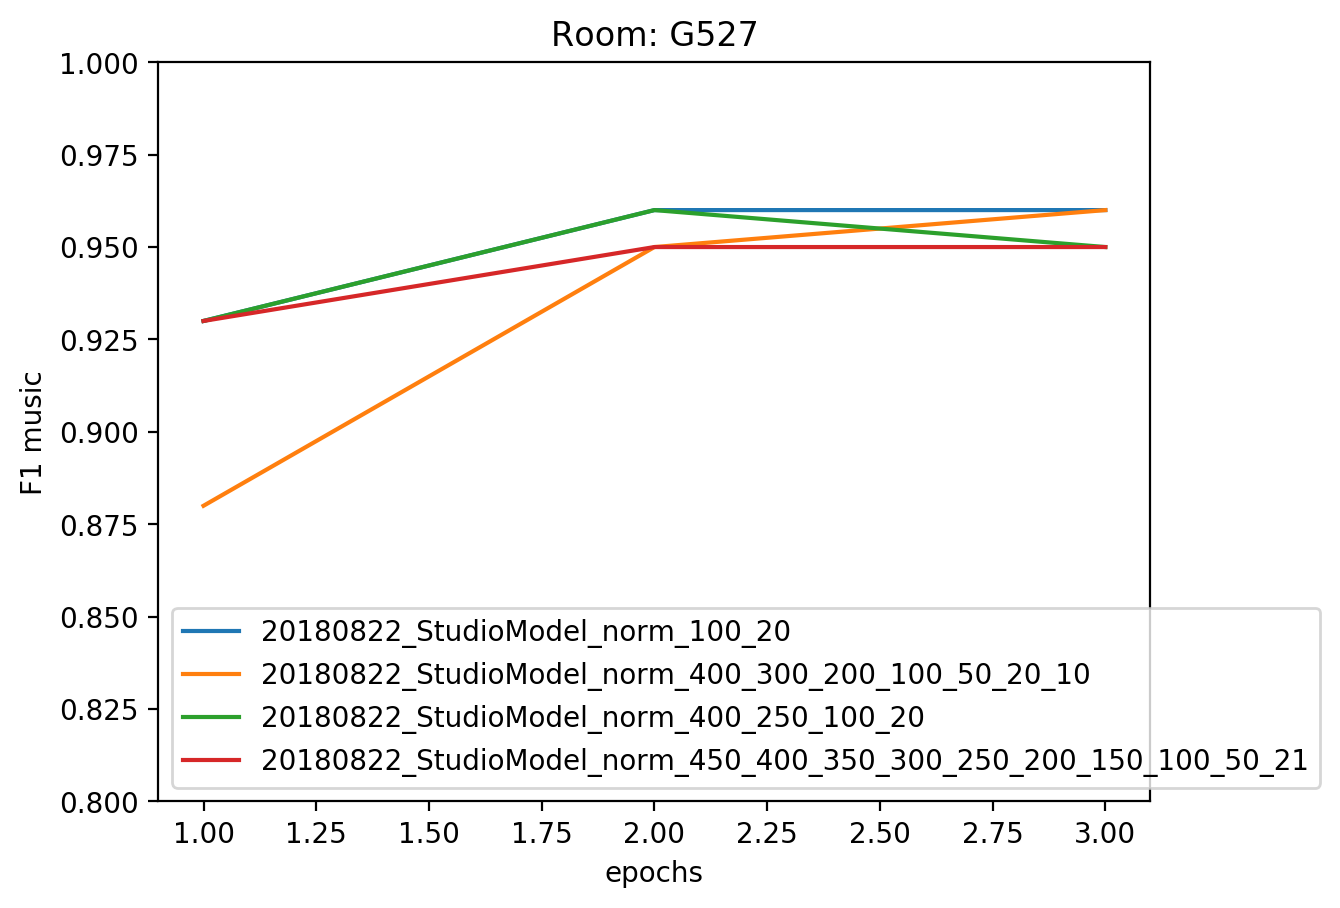 Room: G527
1.000
0.975
0.950
0.925
0.900
0.875
0.850
0.825
0.800
F1 music
20180822_StudioModel_norm_100_20
20180822_StudioModel_norm_400_300_200_100_50_20_10
20180822_StudioModel_norm_400_250_100_20
20180822_StudioModel_norm_450_400_350_300_250_200_150_100_50_21
1.00 1.25 1.50 1.75 2.00 2.25 2.50 2.75 3.00
epochs